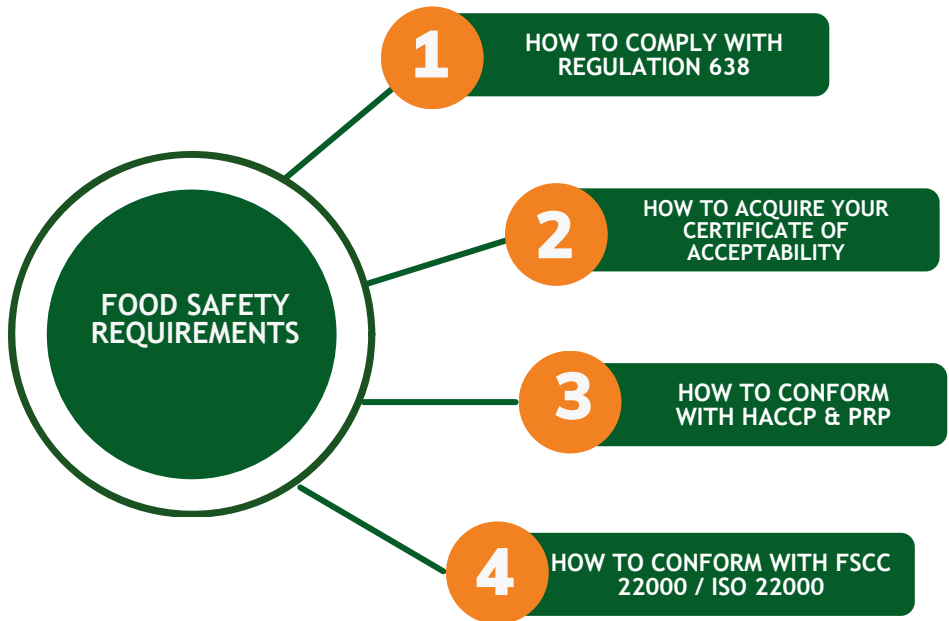 1
HOW TO COMPLY WITH
REGULATION 638
2
HOW TO ACQUIRE YOUR
CERTIFICATE OF
ACCEPTABILITY
FOOD SAFETY
REQUIREMENTS
3
HOW TO CONFORM
WITH HACCP & PRP
4
HOW TO CONFORM WITH FSCC
22000 / ISO 22000